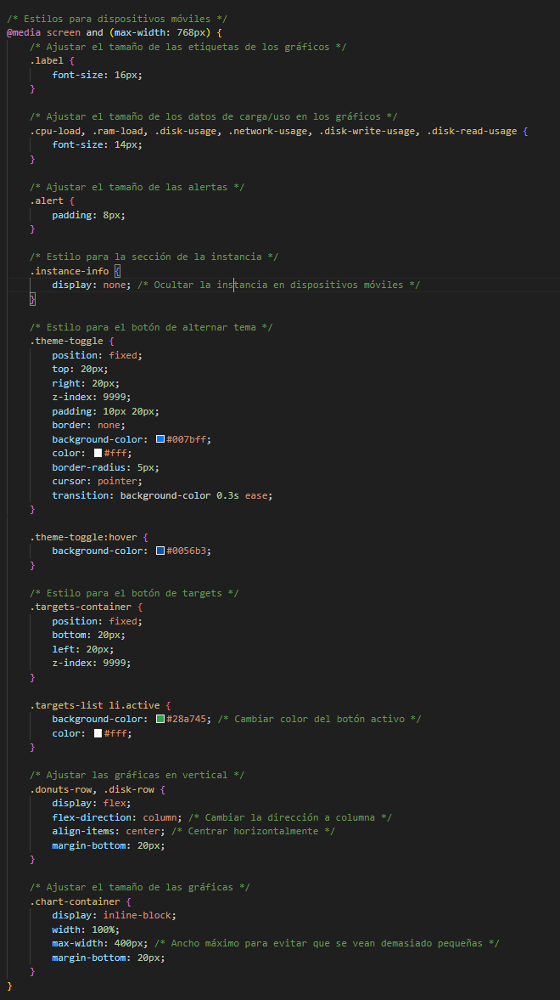 /* Estilos para dispositivos móviles */
@media screen and (max-width: 768px) {
/* Ajustar el tamaño de las etiquetas de los gráficos */
.label {
font-size: 16px;
}
/* Ajustar el tamaño de los datos de carga/uso en los gráficos */
.cpu-load, .ram-load, .disk-usage, .network-usage, .disk-write-usage, .disk-read-usage {
font-size: 14px;
}
/* Ajustar el tamaño de las alertas */
.alert {
padding: 8px;
}
/* Estilo para la sección de la instancia */
.instance-info {
display: none; /* Ocultar la instancia en dispositivos móviles */
}
/* Estilo para el botón de alternar tema */
.theme-toggle {
position: fixed;
top: 20px;
right: 20px;
z-index: 9999;
padding: 10px 20px;
border: none;
background-color: #007bff;
color: #fff;
border-radius: 5px;
cursor: pointer;
transition: background-color 0.3s ease;
}
.theme-toggle:hover {
background-color: #0056b3;
}
/* Estilo para el botón de targets */
.targets-container {
position: fixed;
bottom: 20px;
left: 20px;
z-index: 9999;
}
.targets-list li.active {
background-color: #28a745; /* Cambiar color del botón activo */
color: #fff;
}
/* Ajustar las gráficas en vertical */
.donuts-row, .disk-row {
display: flex;
flex-direction: column; /* Cambiar la dirección a columna */
align-items: center; /* Centrar horizontalmente */
margin-bottom: 20px;
}
/* Ajustar el tamaño de las gráficas */
.chart-container {
display: inline-block;
width: 100%;
max-width: 400px; /* Ancho máximo para evitar que se vean demasiado pequeñas */
margin-bottom: 20px;
}
}